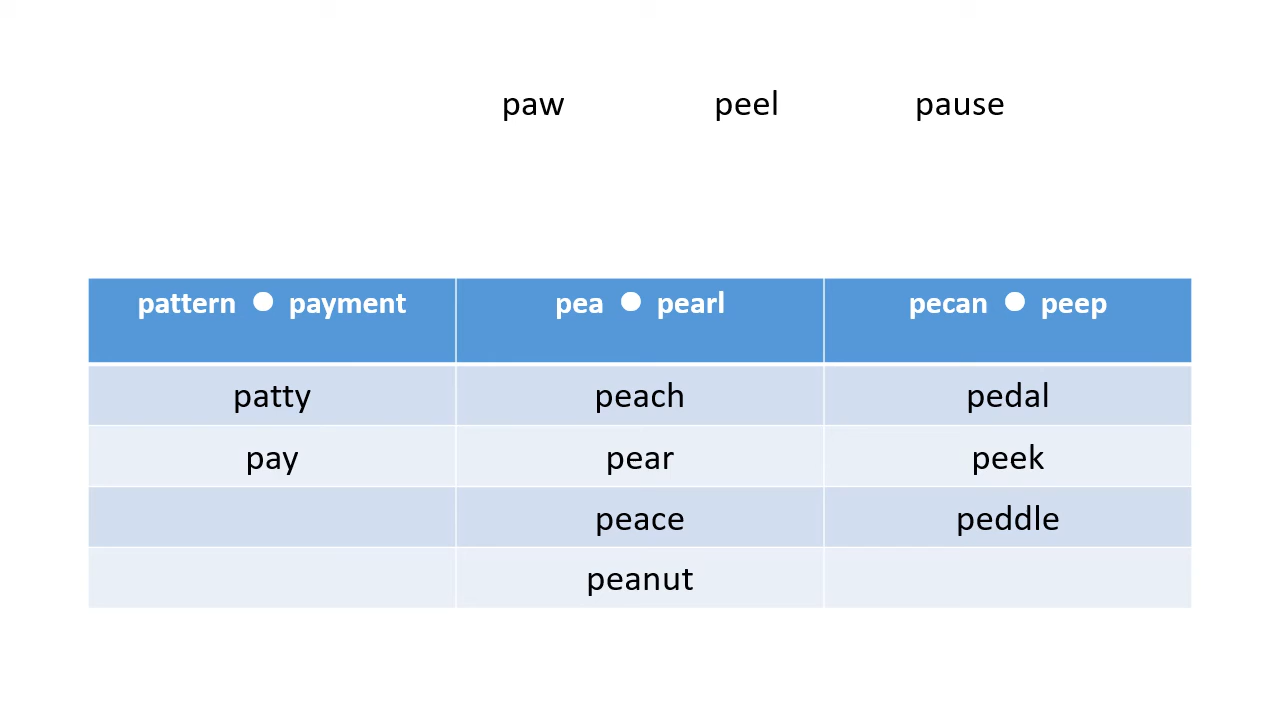 paw peel pause
pattern ● payment pea ● pearl pecan ● peep
patty peach pedal
pay pear peek
peace peddle
peanut